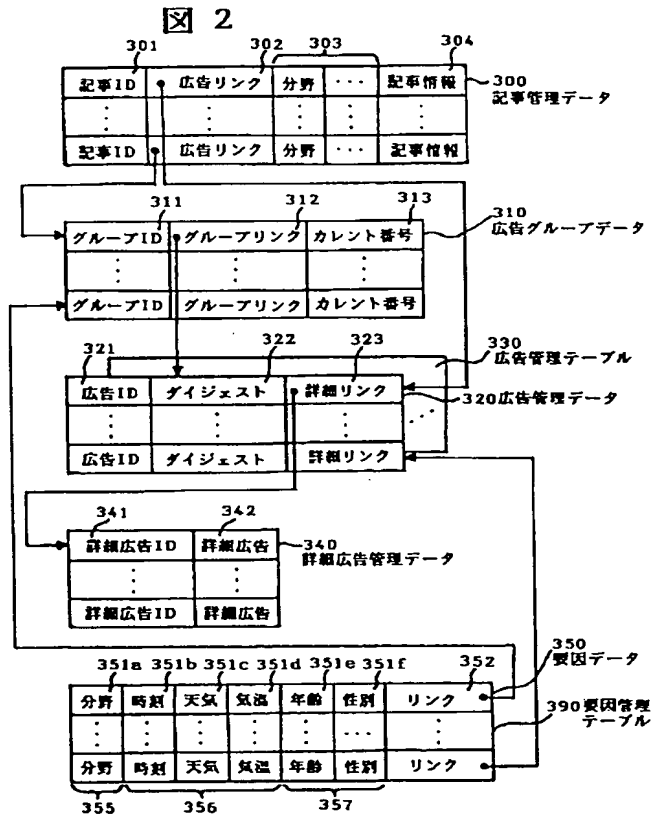 図 2
301 302 303 304
記事ID 広告リンク 分野 ・・・ 記事情報
300
記事管理データ
記事ID 広告リンク 分野 記事情報
311 312 313
グループID グループリンク カレント番号
310
広告グループデータ
グループID グループリンク カレント番号
321 322 323
330
広告管理テーブル
広告ID ダイジェスト 詳細リンク
320広告管理データ
広告ID ダイジェスト 詳細リンク
341 342
詳細広告ID 詳細広告
340
詳細広告管理データ
詳細広告ID 詳細広告
351a 351b 351c 351d 351e 351f 352
350
要因データ
分野 時刻 天気 気温 年齢 性別 リンク
390要因管理
テーブル
分野 時刻 天気 気温 年齢 性別 リンク
355 356 357